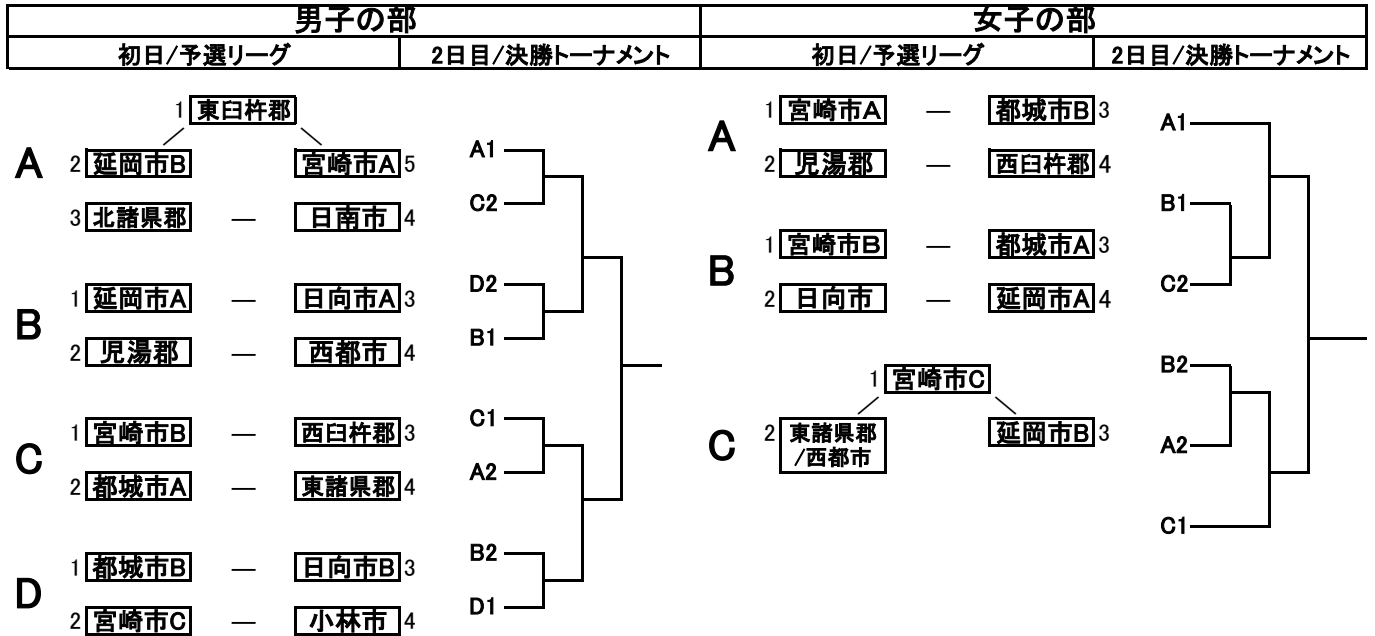 男子の部
女子の部
初日/予選リーグ
2日目/決勝トーナメント
初日/予選リーグ
2日目/決勝トーナメント
A
1 東臼杵郡
2 延岡市B 宮崎市A 5
3 北諸県郡 — 日南市 4
B
1 延岡市A — 日向市A 3
2 児湯郡 — 西都市 4
C
1 宮崎市B — 西臼杵郡 3
2 都城市A — 東諸県郡 4
D
1 都城市B — 日向市B 3
2 宮崎市C — 小林市 4
A1
C2
D2
B1
C1
A2
B2
D1
A
1 宮崎市A — 都城市B 3
2 児湯郡 — 西臼杵郡 4
B
1 宮崎市B — 都城市A 3
2 日向市 — 延岡市A 4
C
1 宮崎市C
2 東諸県郡 延岡市B 3
/西都市
A1
B1
C2
B2
A2
C1